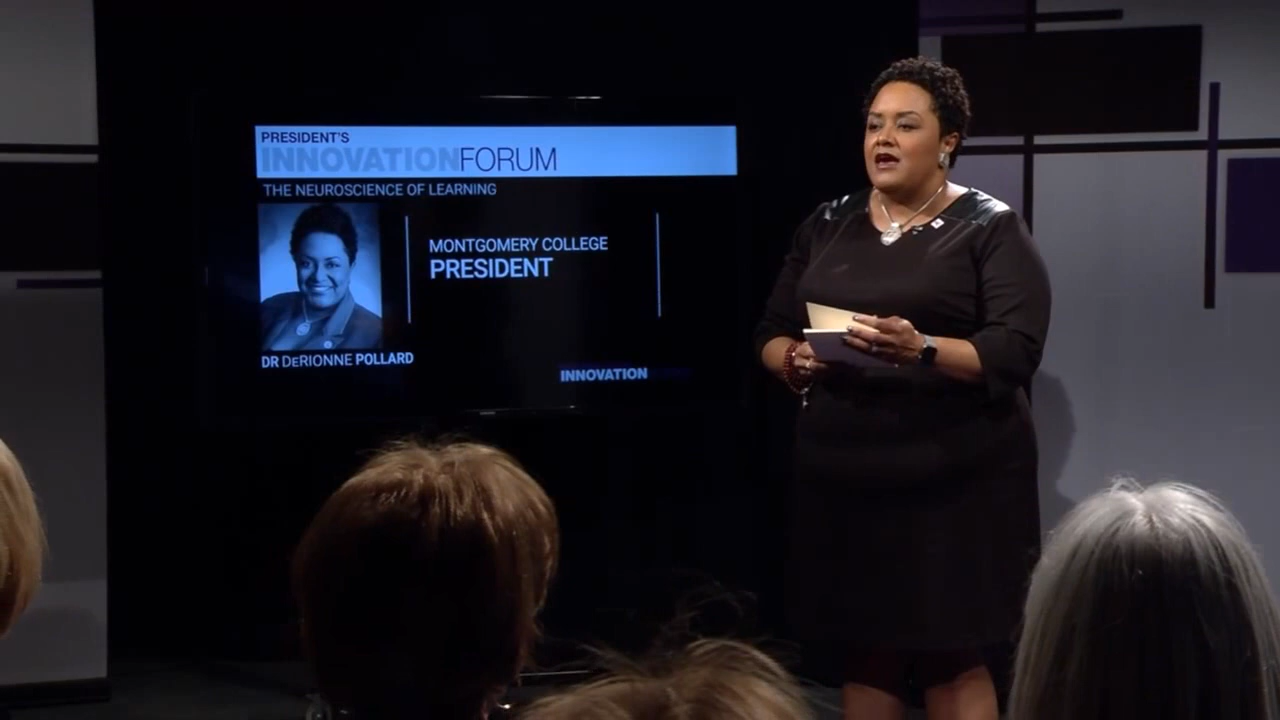 PRESIDENT'S
INNOVATIONFORUM
THE NEUROSCIENCE OF LEARNING
MONTGOMERY COLLEGE
PRESIDENT
DR DERIONNE POLLARD
INNOVATION